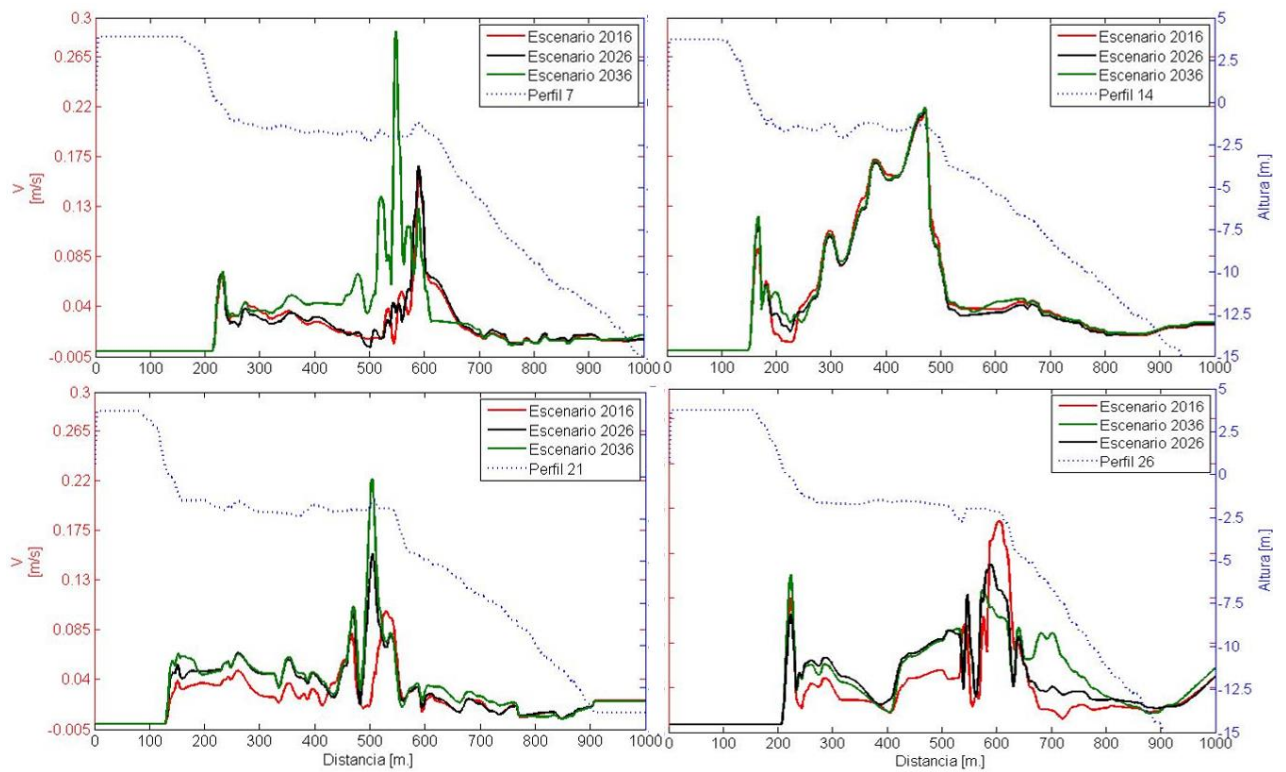 0.3
0.265
0.22
0.175
0.13
0.085
0.04
-0.005
V
[m/s]
Escenario 2016
Escenario 2026
Escenario 2036
Perfil 7
0 100 200 300 400 500 600 700 800 900 1000
Escenario 2016
Escenario 2026
Escenario 2036
Perfil 14
5
2.5
0
-2.5
-5
-7.5
-10
-12.5
-15
Altura [m.]
0 100 200 300 400 500 600 700 800 900 1000
0.3
0.265
0.22
0.175
0.13
0.085
0.04
-0.005
V
[m/s]
Escenario 2016
Escenario 2026
Escenario 2036
Perfil 21
0 100 200 300 400 500 600 700 800 900 1000
Distancia [m.]
Escenario 2016
Escenario 2036
Escenario 2026
Perfil 26
5
2.5
0
-2.5
-5
-7.5
-10
-12.5
-15
Altura [m.]
0 100 200 300 400 500 600 700 800 900 1000
Distancia [m.]